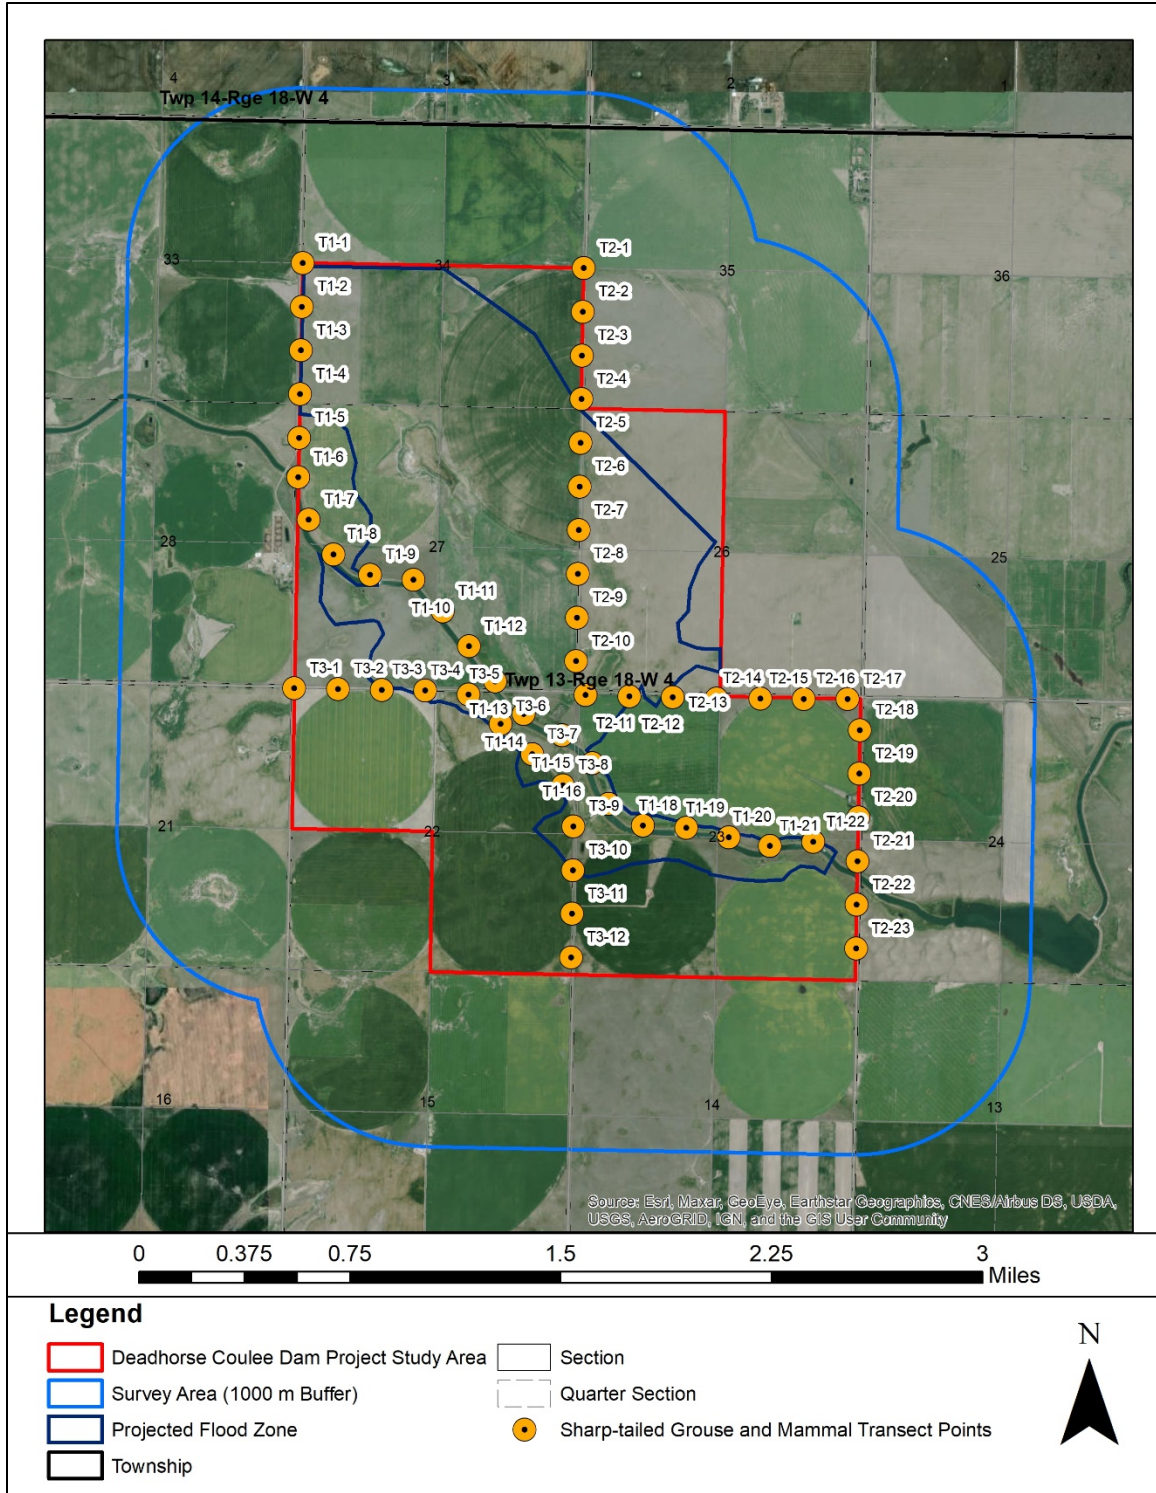 4
3
2
1
Twp 14-Rge 18-W 4
T1-1
T2-1
33
34
35
36
T1-2
T2-2
T1-3
T2-3
T1-4
T2-4
T1-5
T2-5
T1-6
T2-6
T1-7
T2-7
28
27
26
25
T1-8
T2-8
T1-9
T1-11
T2-9
T1-10
T1-12
T2-10
T3-1
T3-2
T3-3
T3-4
T3-5
Twp 13-Rge 18-W 4
T2-14
T2-15
T2-16
T2-17
T1-13
T3-6
T2-11
T2-12
T2-13
T2-18
T1-14
T3-7
T2-19
T1-15
T3-8
T1-16
T2-20
T3-9
T1-18
T1-19
T1-20
T1-21
T1-22
21
22
23
24
T2-21
T3-10
T2-22
T3-11
T2-23
T3-12
16
15
14
13
Source: Esri, Maxar, GeoEye, Earthstar Geographics, CNES/Airbus DS, USDA,
USGS, AeroGRID, IGN, and the GIS User Community
0 0.375 0.75 1.5 2.25 3
Miles
Legend
Deadhorse Coulee Dam Project Study Area
Survey Area (1000 m Buffer)
Projected Flood Zone
Township
Section
Quarter Section
Sharp-tailed Grouse and Mammal Transect Points
N